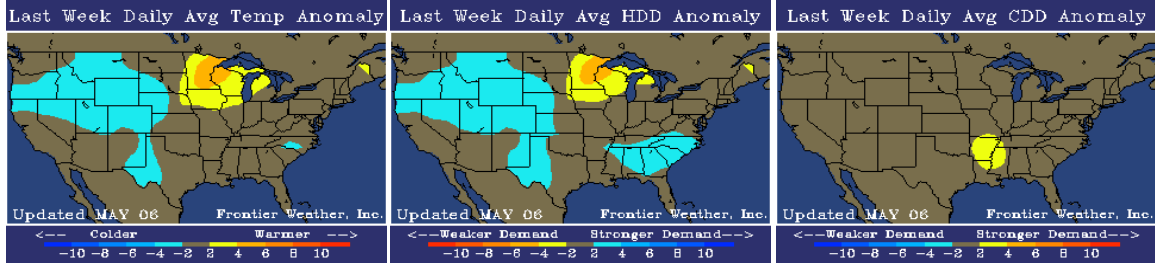 Last Week Daily Avg Temp Anomaly
Updated MAY 06
Frontier Weather, Inc.
<-- Colder Warmer -->
-10 -8 -6 -4 -2 2 4 6 8 10
Last Week Daily Avg HDD Anomaly
Updated MAY 06
Frontier Weather, Inc.
<--Weaker Demand Stronger Demand-->
-10 -8 -6 -4 -2 2 4 6 8 10
Last Week Daily Avg CDD Anomaly
Updated MAY 06
Frontier Weather, Inc.
<--Weaker Demand Stronger Demand-->
-10 -8 -6 -4 -2 2 4 6 8 10